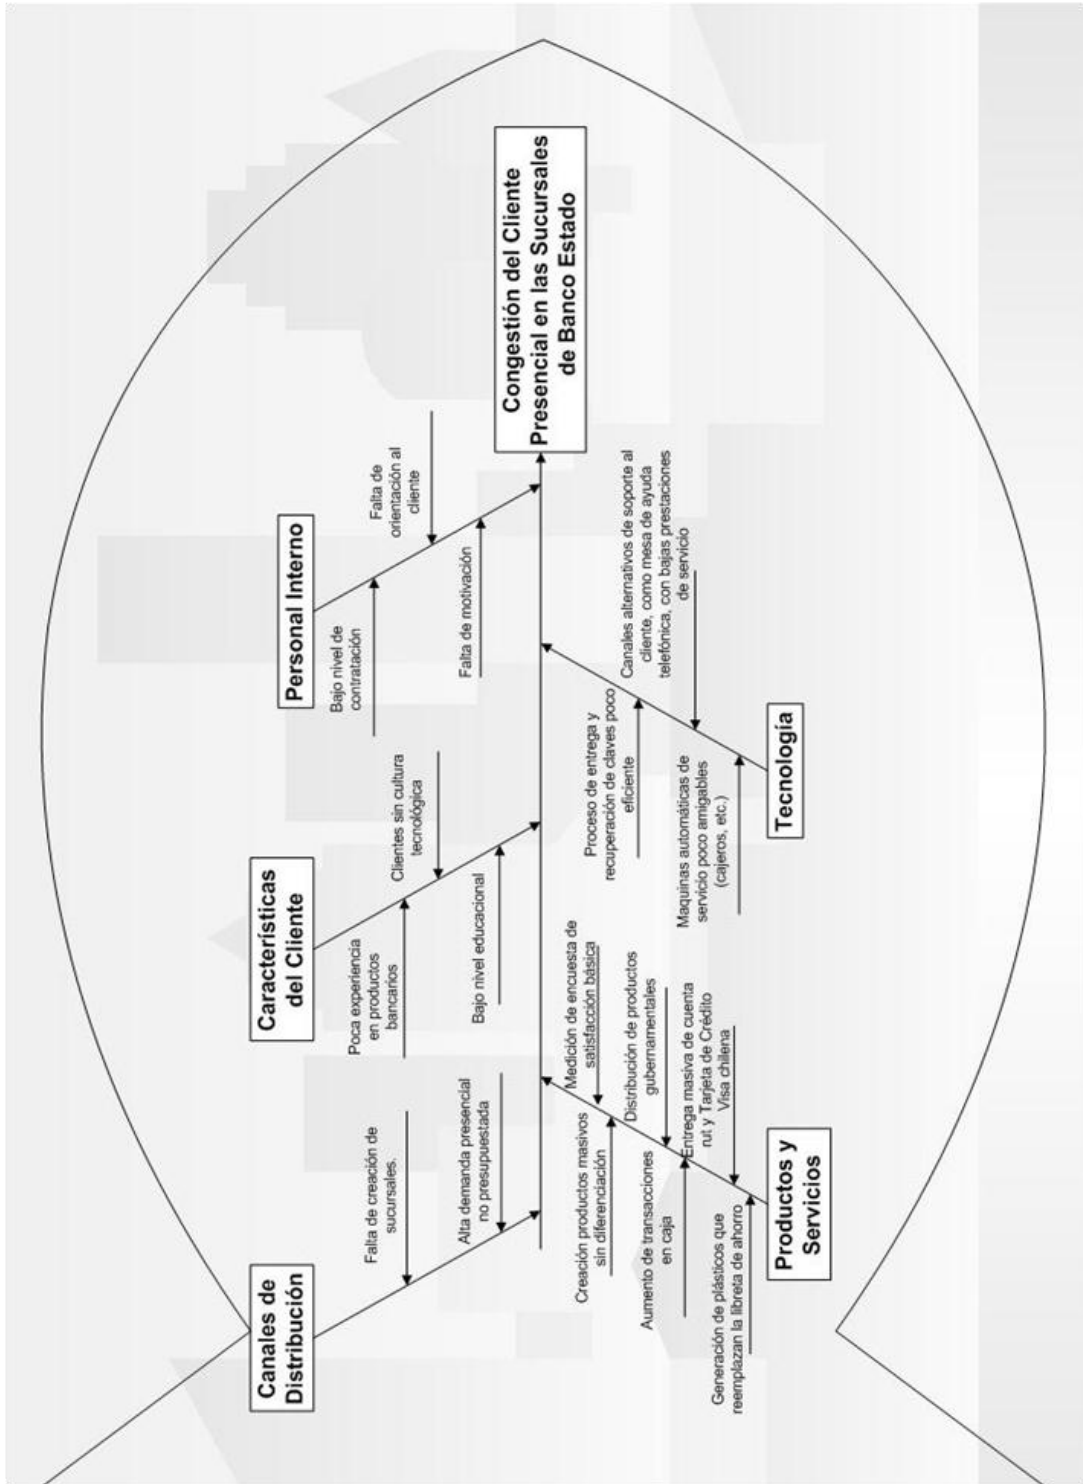 Canales de
Distribución
Características
del Cliente
Personal Interno
Falta de creación de
sucursales.
Alta demanda presencial
no presupuestada
Poca experiencia
en productos
bancarios
Clientes sin cultura
tecnológica
Bajo nivel educacional
Bajo nivel de
contratación
Falta de
orientación al
cliente
Falta de motivación
Congestión del Cliente
Presencial en las Sucursales
de Banco Estado
Creación productos masivos
sin diferenciación
Medición de encuesta de
satisfacción básica
Distribución de productos
gubernamentales
Aumento de transacciones
en caja
Entrega masiva de cuenta
rut y Tarjeta de Crédito
Visa chilena
Generación de plásticos que
reemplazan la libreta de ahorro
Proceso de entrega y
recuperación de claves poco
eficiente
Canales alternativos de soporte al
cliente, como mesa de ayuda
telefónica, con bajas prestaciones
de servicio
Maquinas automáticas de
servicio poco amigables
(cajeros, etc.)
Productos y
Servicios
Tecnología